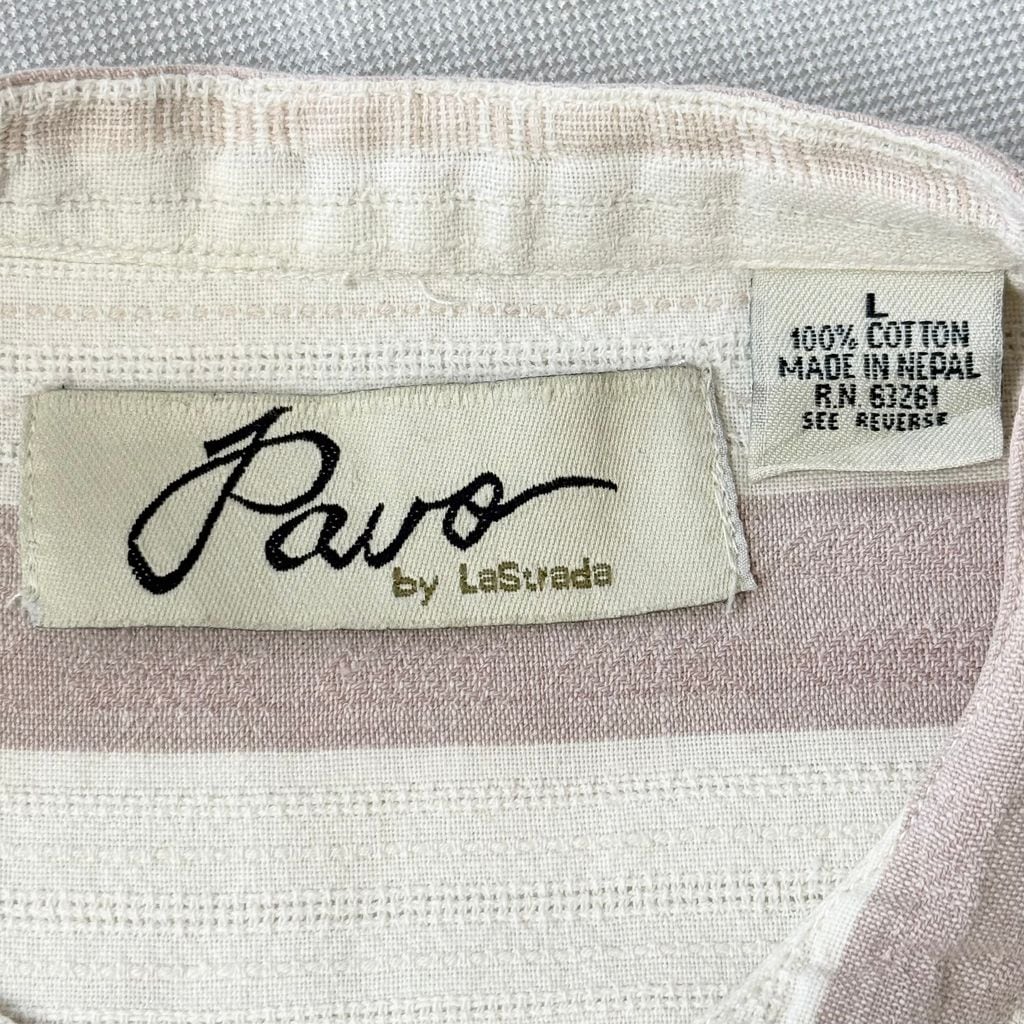 Pavo
by LaStrada
L
100% COTTON
MADE IN NEPAL
R.N. 63261
SEE REVERSE